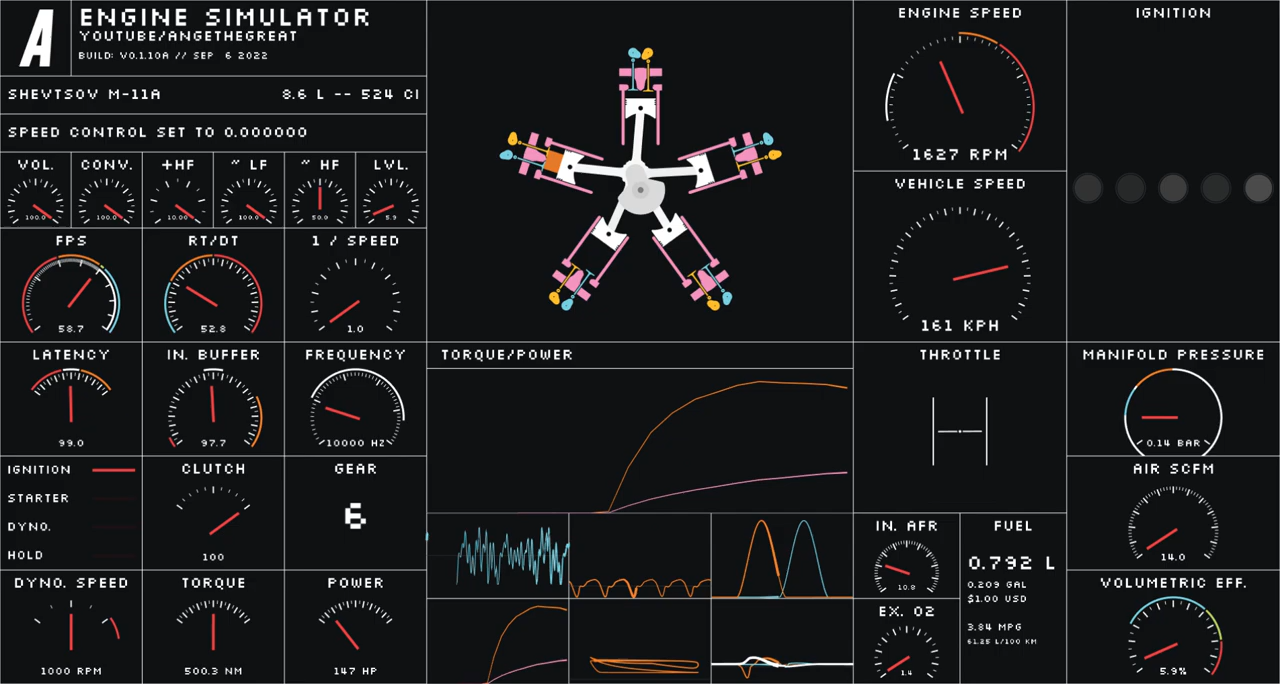 A
ENGINE SIMULATOR
YOUTUBE/ANGETHEGREAT
BUILD: V0.1.10A // SEP 6 2022
SHEVTSOV M-11A
8.6 L -- 524 CI
SPEED CONTROL SET TO 0.000000
VOL. CONV. +HF ~ LF ~ HF LVL.
100.0 100.0 10.00 100.0 50.0 5.9
FPS RT/DT 1 / SPEED
58.7 52.8 1.0
LATENCY IN. BUFFER FREQUENCY
99.0 97.7 10000 HZ
IGNITION
STARTER
DYNO.
HOLD
CLUTCH
100
GEAR
6
DYNO. SPEED TORQUE POWER
1000 RPM 500.3 NM 147 HP
TORQUE/POWER
ENGINE SPEED
1627 RPM
VEHICLE SPEED
161 KPH
THROTTLE
IN. AFR
10.8
EX. O2
1.4
FUEL
0.792 L
0.209 GAL
$1.00 USD
3.84 MPG
61.25 L/100 KM
IGNITION
MANIFOLD PRESSURE
0.14 BAR
AIR SCFM
14.0
VOLUMETRIC EFF.
5.9%